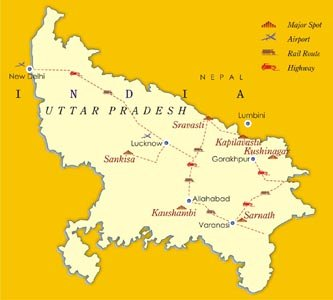 Major Spot
Airport
Rail Route
Highway
New Delhi
NEPAL
INDIA
UTTAR PRADESH
Lumbini
Sravasti
Kapilavastu
Lucknow
Kushinagar
Sankisa
Gorakhpur
Allahabad
Kaushambi
Sarnath
Varanasi